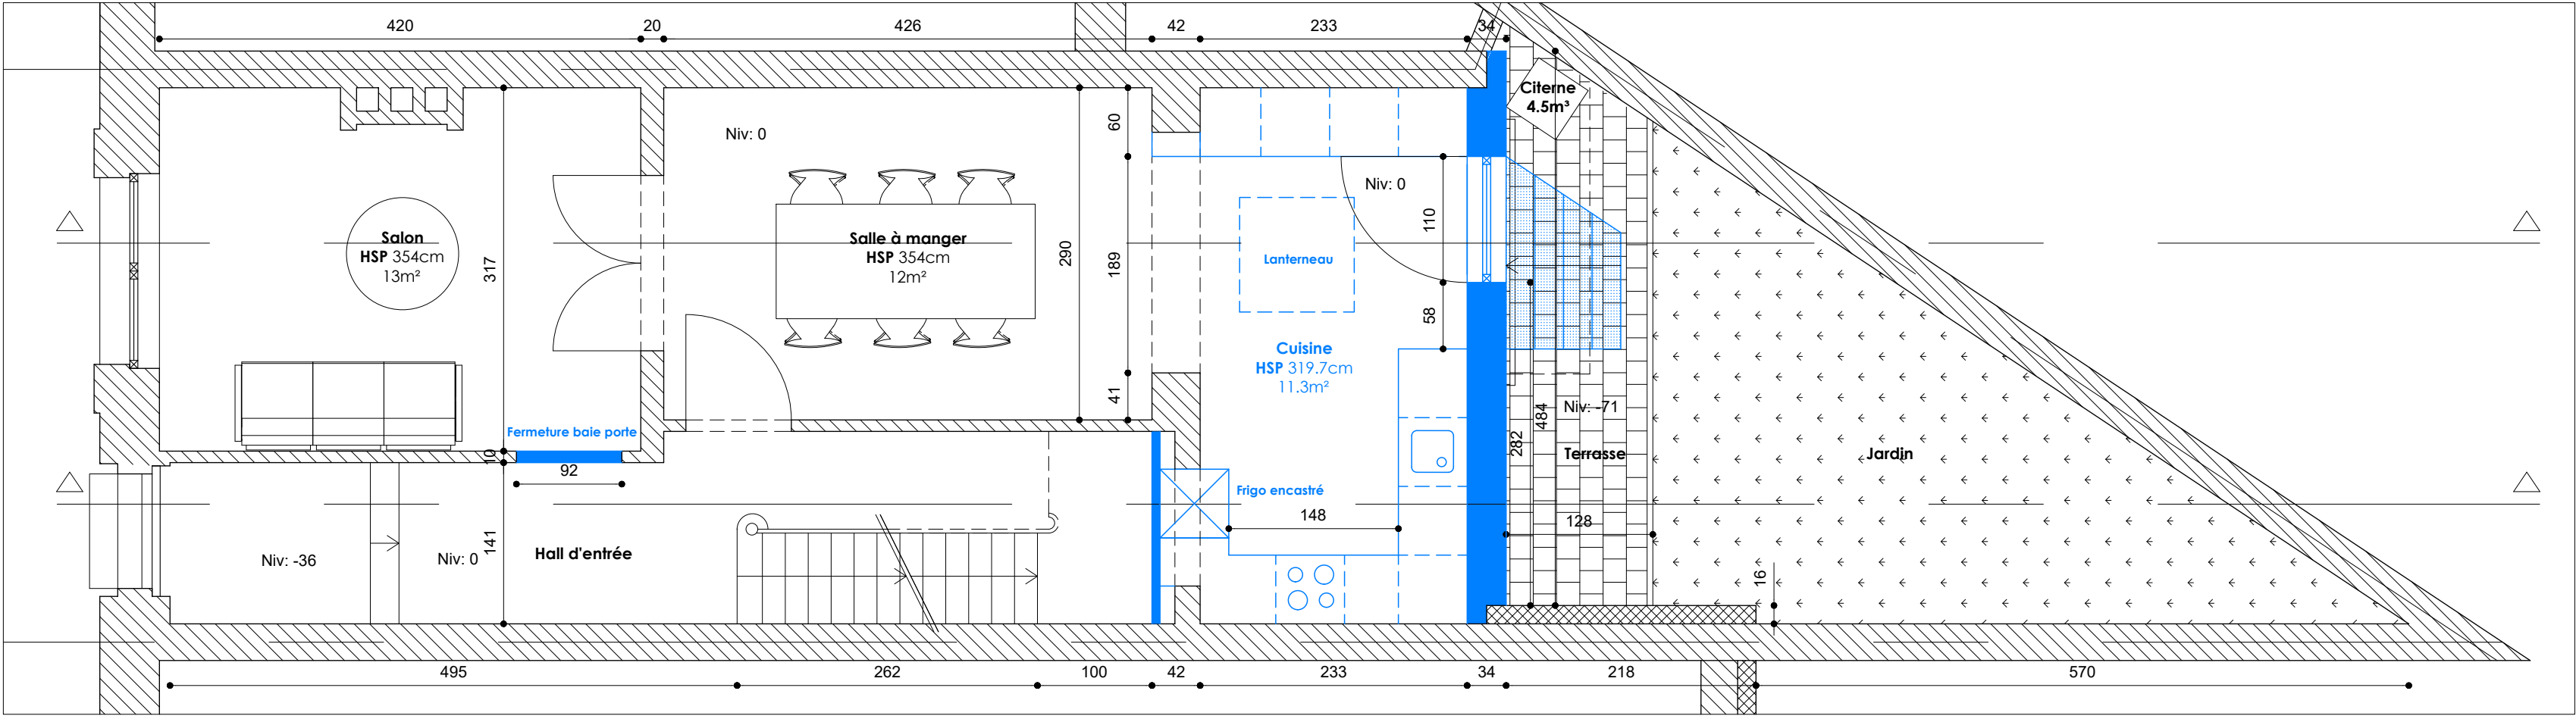 420
20
426
42
233
34
Citerne
4.5m³
60
Niv: 0
Niv: 0
110
Salon
HSP 354cm
13m²
317
Salle à manger
HSP 354cm
12m²
290
189
Lanterneau
58
Cuisine
HSP 319.7cm
11.3m²
41
Niv: -71
484
282
Fermeture baie porte
10
92
Terrasse
Jardin
Frigo encastré
148
128
141
Niv: -36
Niv: 0
Hall d'entrée
16
495
262
100
42
233
34
218
570